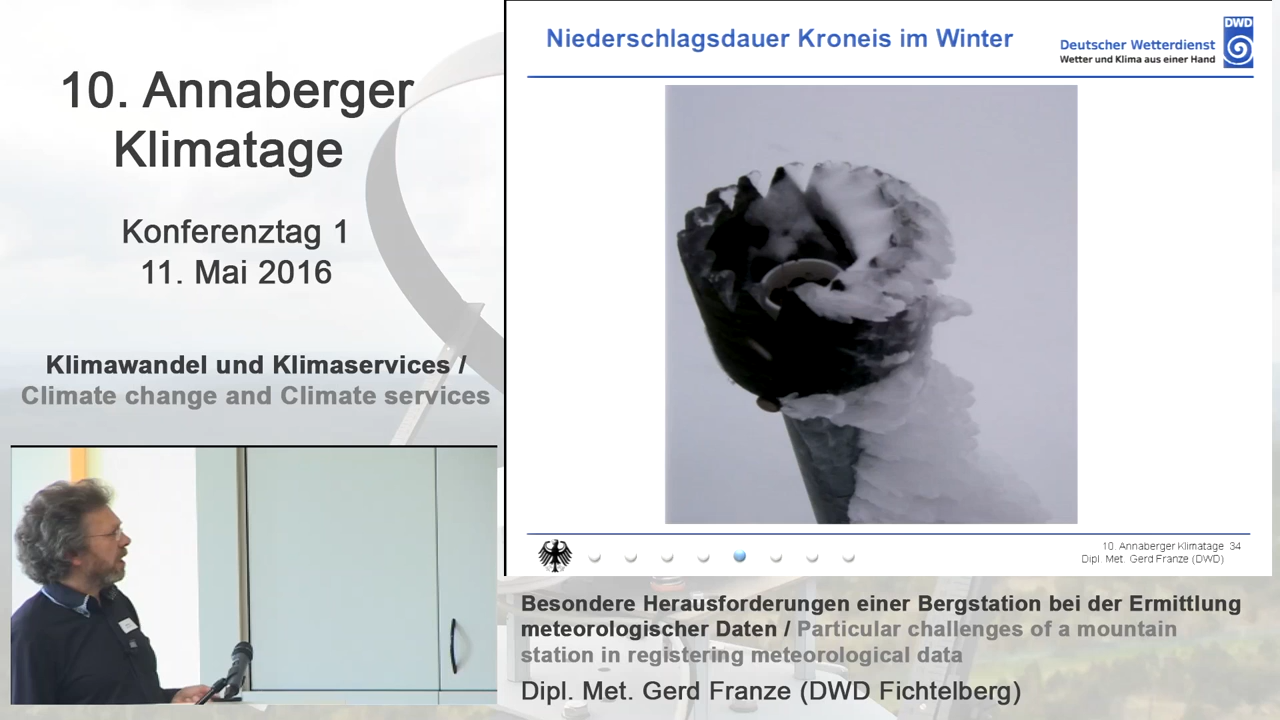 10. Annaberger
Klimatage
Konferenztag 1
11. Mai 2016
Klimawandel und Klimaservices /
Climate change and Climate services
Niederschlagsdauer Kroneis im Winter
DWD
Deutscher Wetterdienst
Wetter und Klima aus einer Hand
10. Annaberger Klimatage 34
Dipl. Met. Gerd Franze (DWD)
Besondere Herausforderungen einer Bergstation bei der Ermittlung
meteorologischer Daten / Particular challenges of a mountain
station in registering meteorological data
Dipl. Met. Gerd Franze (DWD Fichtelberg)